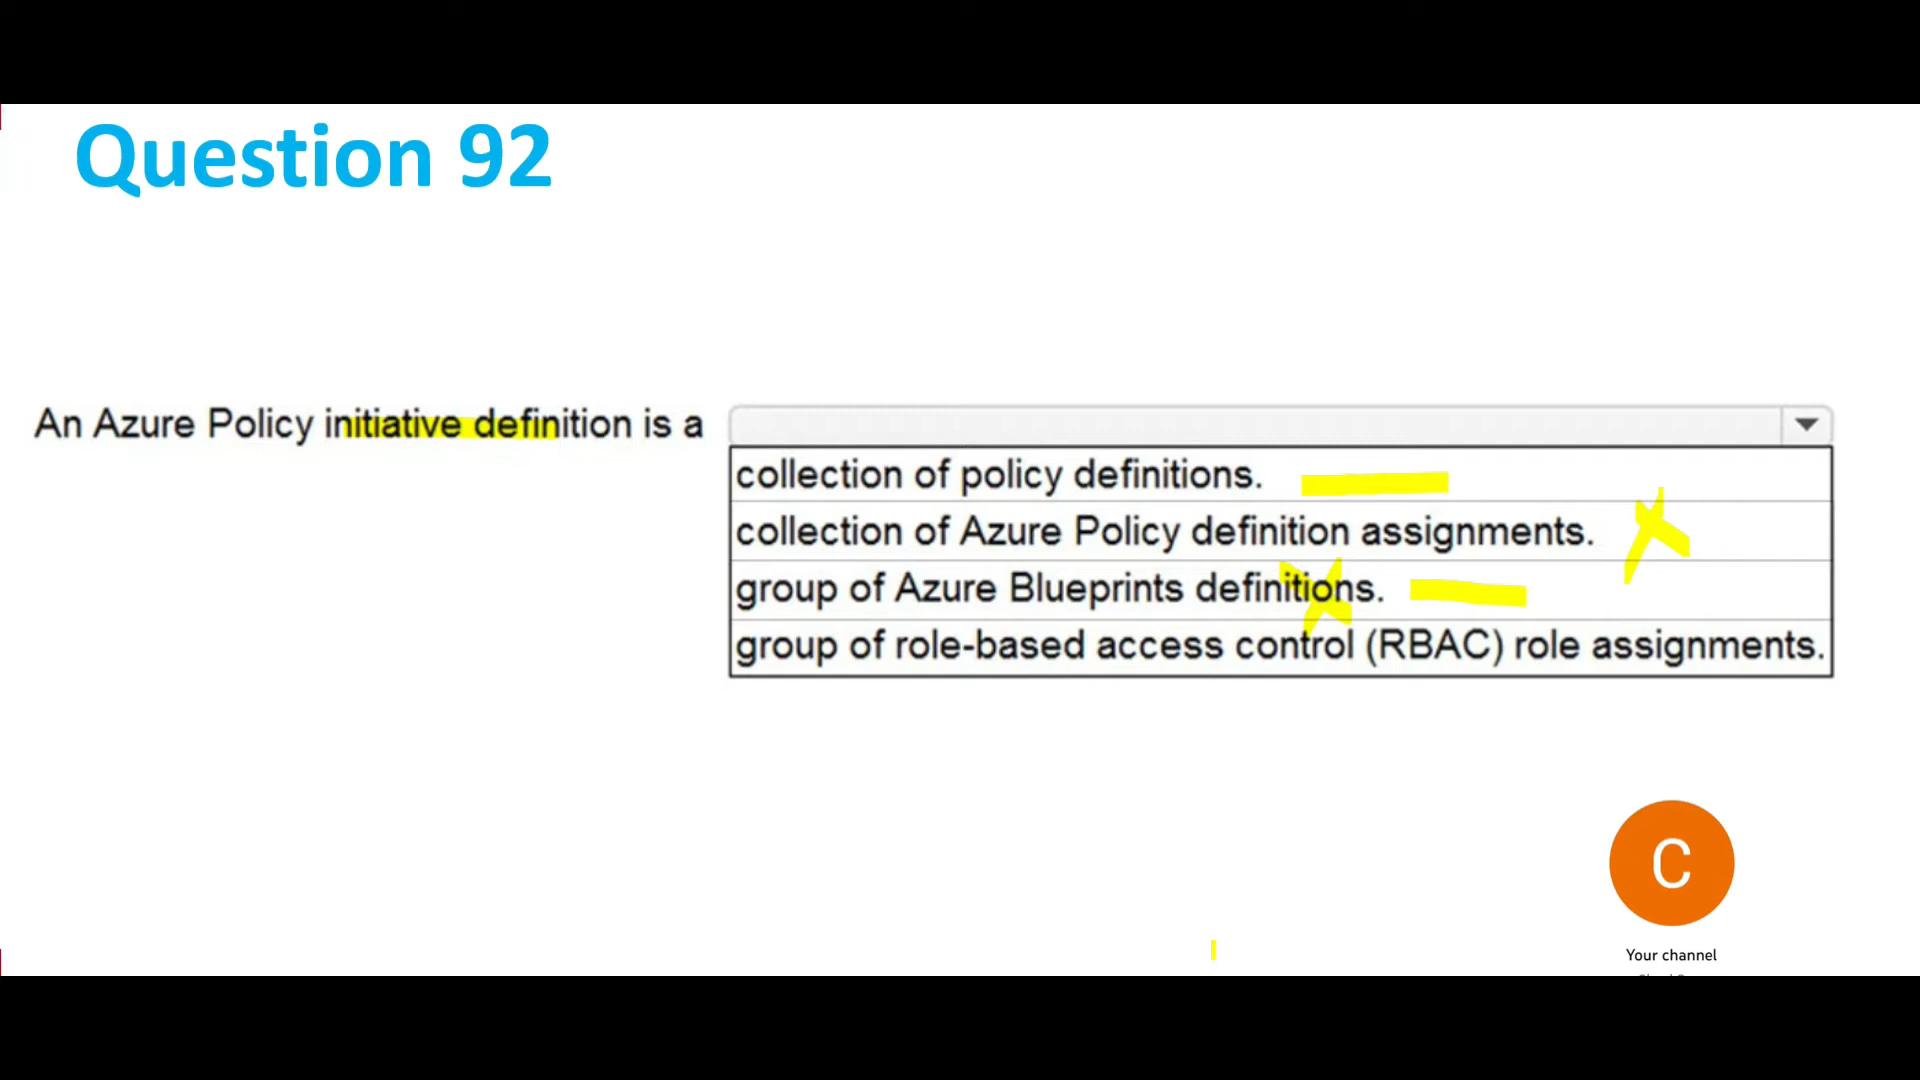 Question 92
An Azure Policy initiative definition is a
collection of policy definitions.
collection of Azure Policy definition assignments.
group of Azure Blueprints definitions.
group of role-based access control (RBAC) role assignments.
C
Your channel